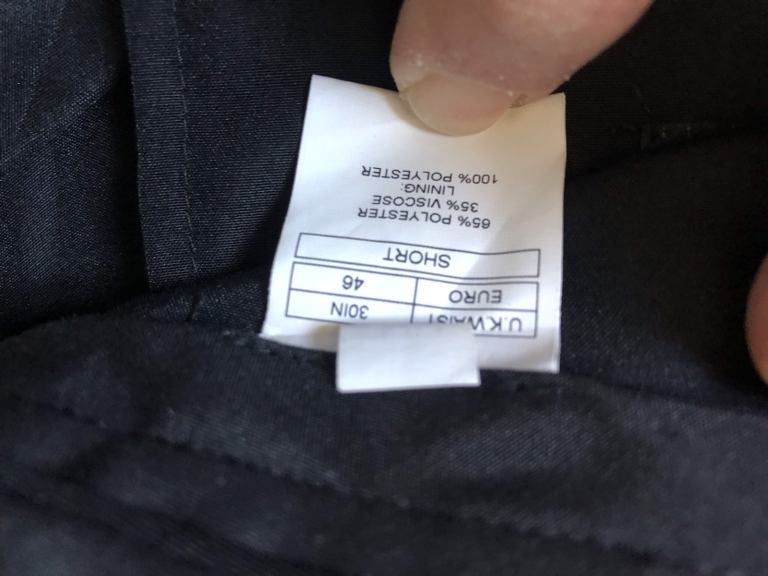 U.K.WAIST 30IN
EURO 46
SHORT
65% POLYESTER
35% VISCOSE
LINING:
100% POLYESTER